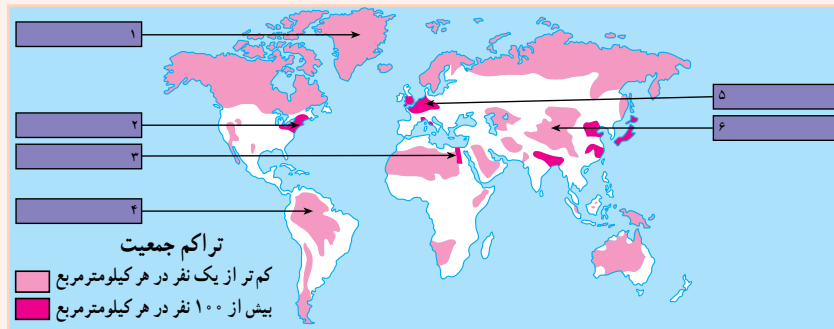 ۱
۲
۳
۴
۵
۶
تراکم جمعیت
کم‌تر از یک نفر در هر کیلومترمربع
بیش از ۱۰۰ نفر در هر کیلومترمربع